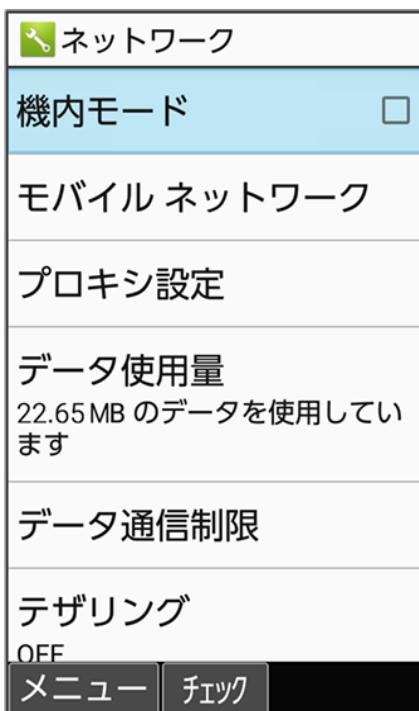 ネットワーク
機内モード
モバイル ネットワーク
プロキシ設定
データ使用量
22.65 MB のデータを使用してい
ます
データ通信制限
テザリング
OFF
メニュー
ﾁｪｯｸ